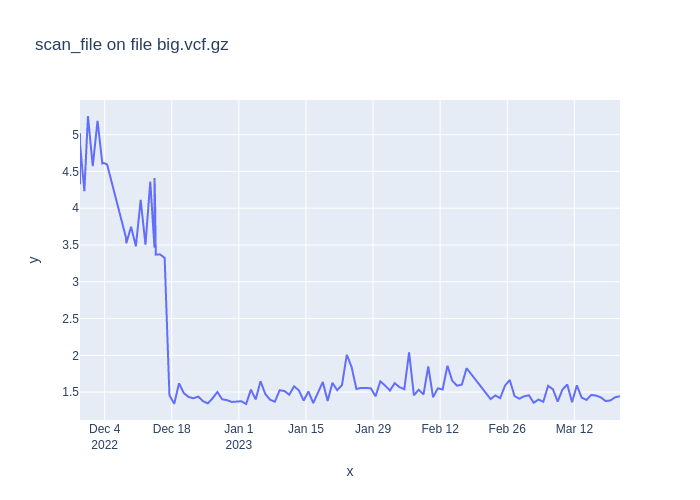 scan_file on file big.vcf.gz
y
5
4.5
4
3.5
3
2.5
2
1.5
Dec 4
2022
Dec 18
Jan 1
2023
Jan 15
Jan 29
Feb 12
Feb 26
Mar 12
x